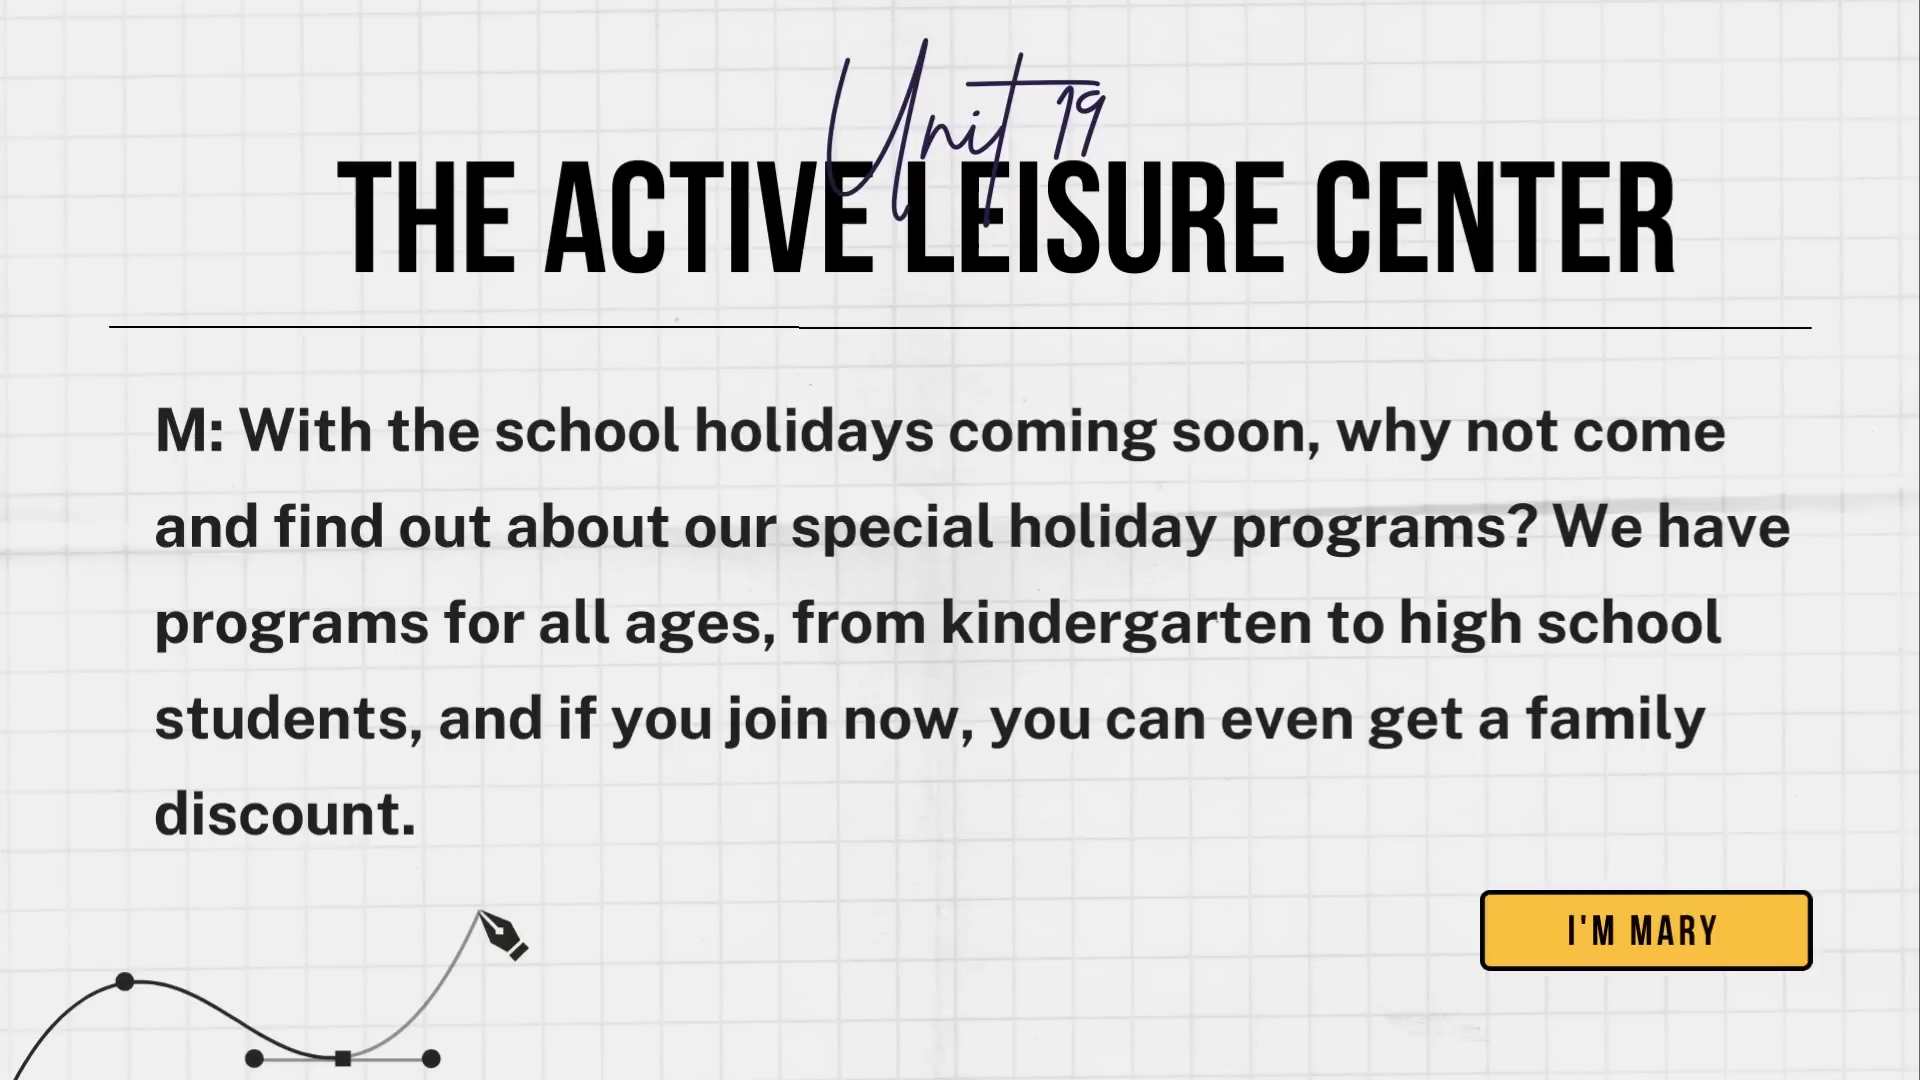 Unit 19
THE ACTIVE LEISURE CENTER
M: With the school holidays coming soon, why not come
and find out about our special holiday programs? We have
programs for all ages, from kindergarten to high school
students, and if you join now, you can even get a family
discount.
I'M MARY